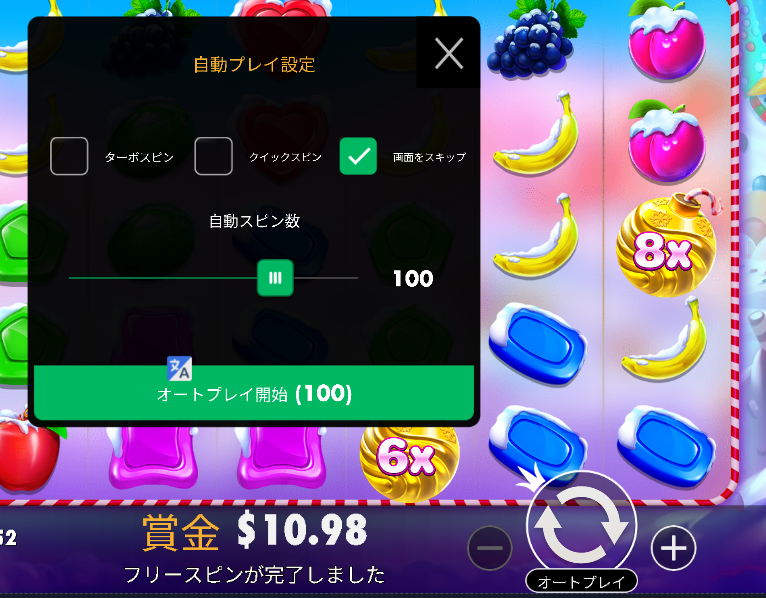 自動プレイ設定
ターボスピン クイックスピン 画面をスキップ
自動スピン数
100
8x
オートプレイ開始 (100)
6x
52
賞金 $10.98
フリースピンが完了しました
オートプレイ